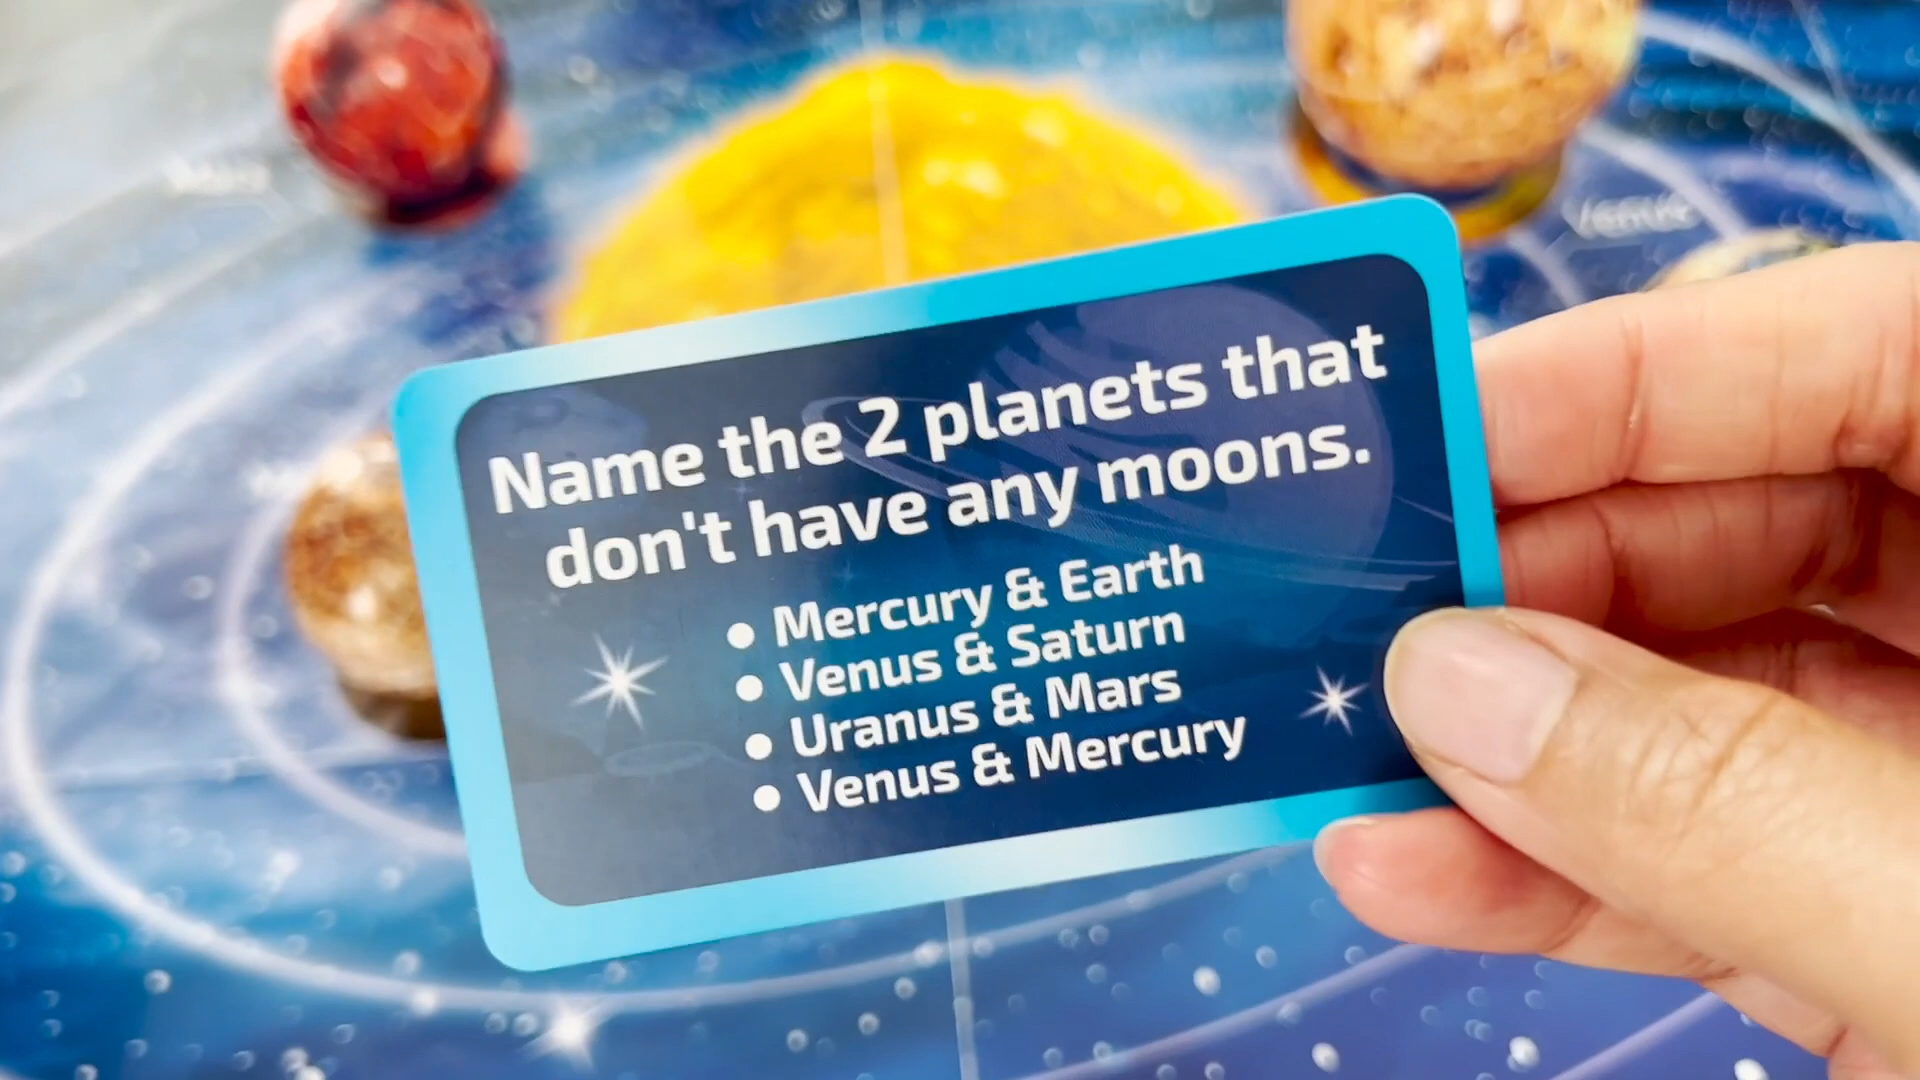 Name the 2 planets that
don't have any moons.
• Mercury & Earth
• Venus & Saturn
• Uranus & Mars
• Venus & Mercury